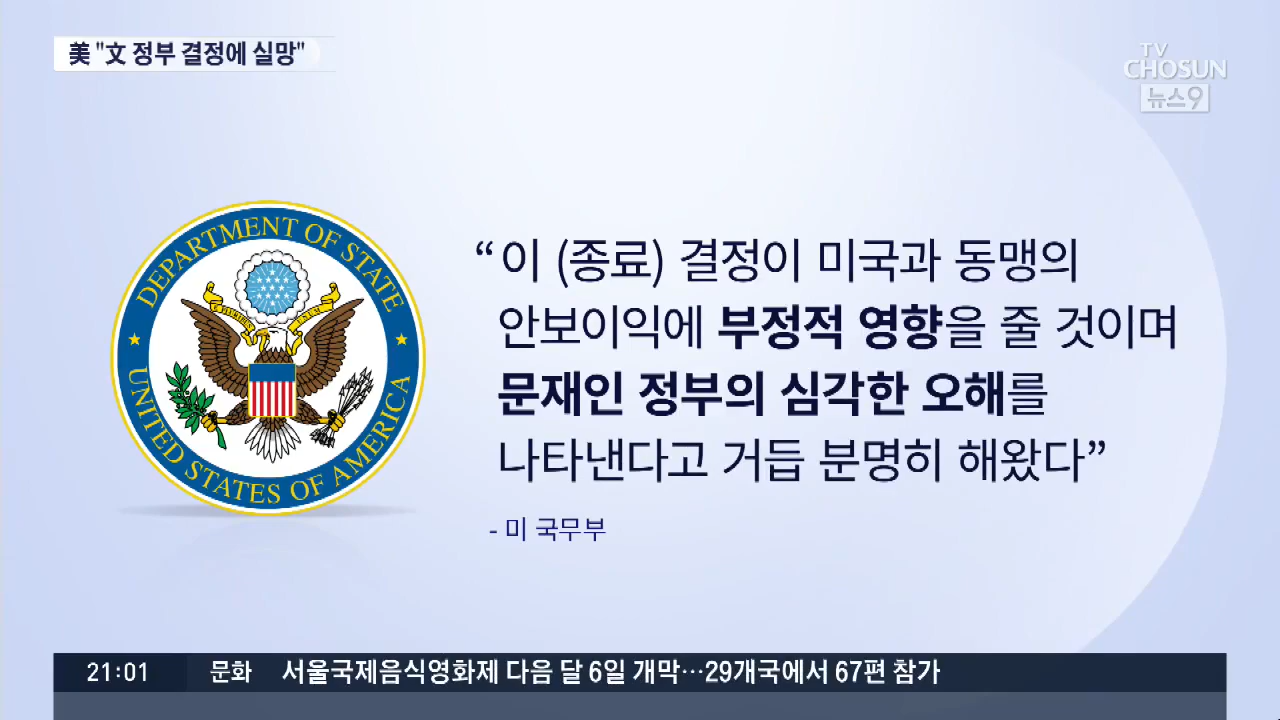 美 "文 정부 결정에 실망"
TV
CHOSUN
뉴스9
DEPARTMENT OF STATE
UNITED STATES OF AMERICA
“이 (종료) 결정이 미국과 동맹의
안보이익에 부정적 영향을 줄 것이며
문재인 정부의 심각한 오해를
나타낸다고 거듭 분명히 해왔다”
- 미 국무부
21:01 문화 서울국제음식영화제 다음 달 6일 개막…29개국에서 67편 참가